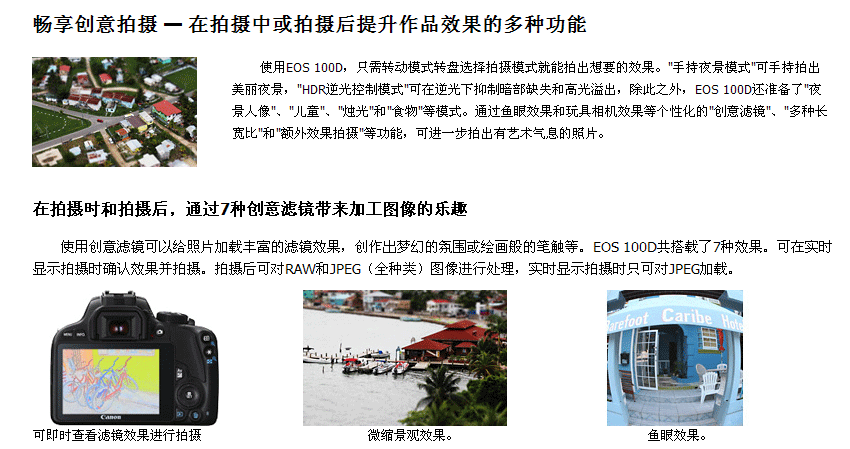 畅享创意拍摄 — 在拍摄中或拍摄后提升作品效果的多种功能
使用EOS 100D，只需转动模式转盘选择拍摄模式就能拍出想要的效果。"手持夜景模式"可手持拍出
美丽夜景，"HDR逆光控制模式"可在逆光下抑制暗部缺失和高光溢出，除此之外，EOS 100D还准备了"夜
景人像"、"儿童"、"烛光"和"食物"等模式。通过鱼眼效果和玩具相机效果等个性化的"创意滤镜"、"多种长
宽比"和"额外效果拍摄"等功能，可进一步拍出有艺术气息的照片。
在拍摄时和拍摄后，通过7种创意滤镜带来加工图像的乐趣
使用创意滤镜可以给照片加载丰富的滤镜效果，创作出梦幻的氛围或绘画般的笔触等。EOS 100D共搭载了7种效果。可在实时
显示拍摄时确认效果并拍摄。拍摄后可对RAW和JPEG（全种类）图像进行处理，实时显示拍摄时只可对JPEG加载。
MENU INFO
Canon
Barefoot Caribe Hote
可即时查看滤镜效果进行拍摄
微缩景观效果。
鱼眼效果。